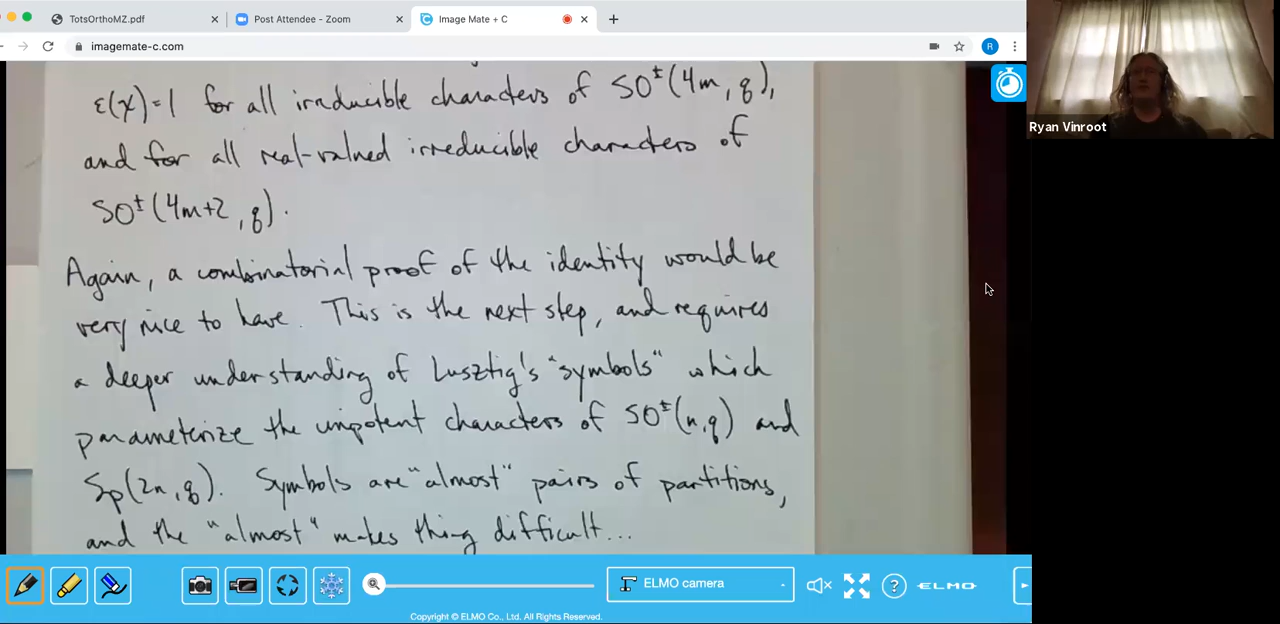 TotsOrthoMZ.pdf
Post Attendee - Zoom
Image Mate + C
imagemate-c.com
R
Ryan Vinroot
ε(χ)=1 for all irreducible characters of SO±(4m, q),
and for all real-valued irreducible characters of
SO±(4m+2, q).
Again, a combinatorial proof of the identity would be
very nice to have. This is the next step, and requires
a deeper understanding of Lusztig's "symbols" which
parameterize the unipotent characters of SO±(n,q) and
Sp(2n, q). Symbols are "almost" pairs of partitions,
and the "almost" makes thing difficult...
ELMO camera
?
ELMO
Copyright © ELMO Co., Ltd. All Rights Reserved.